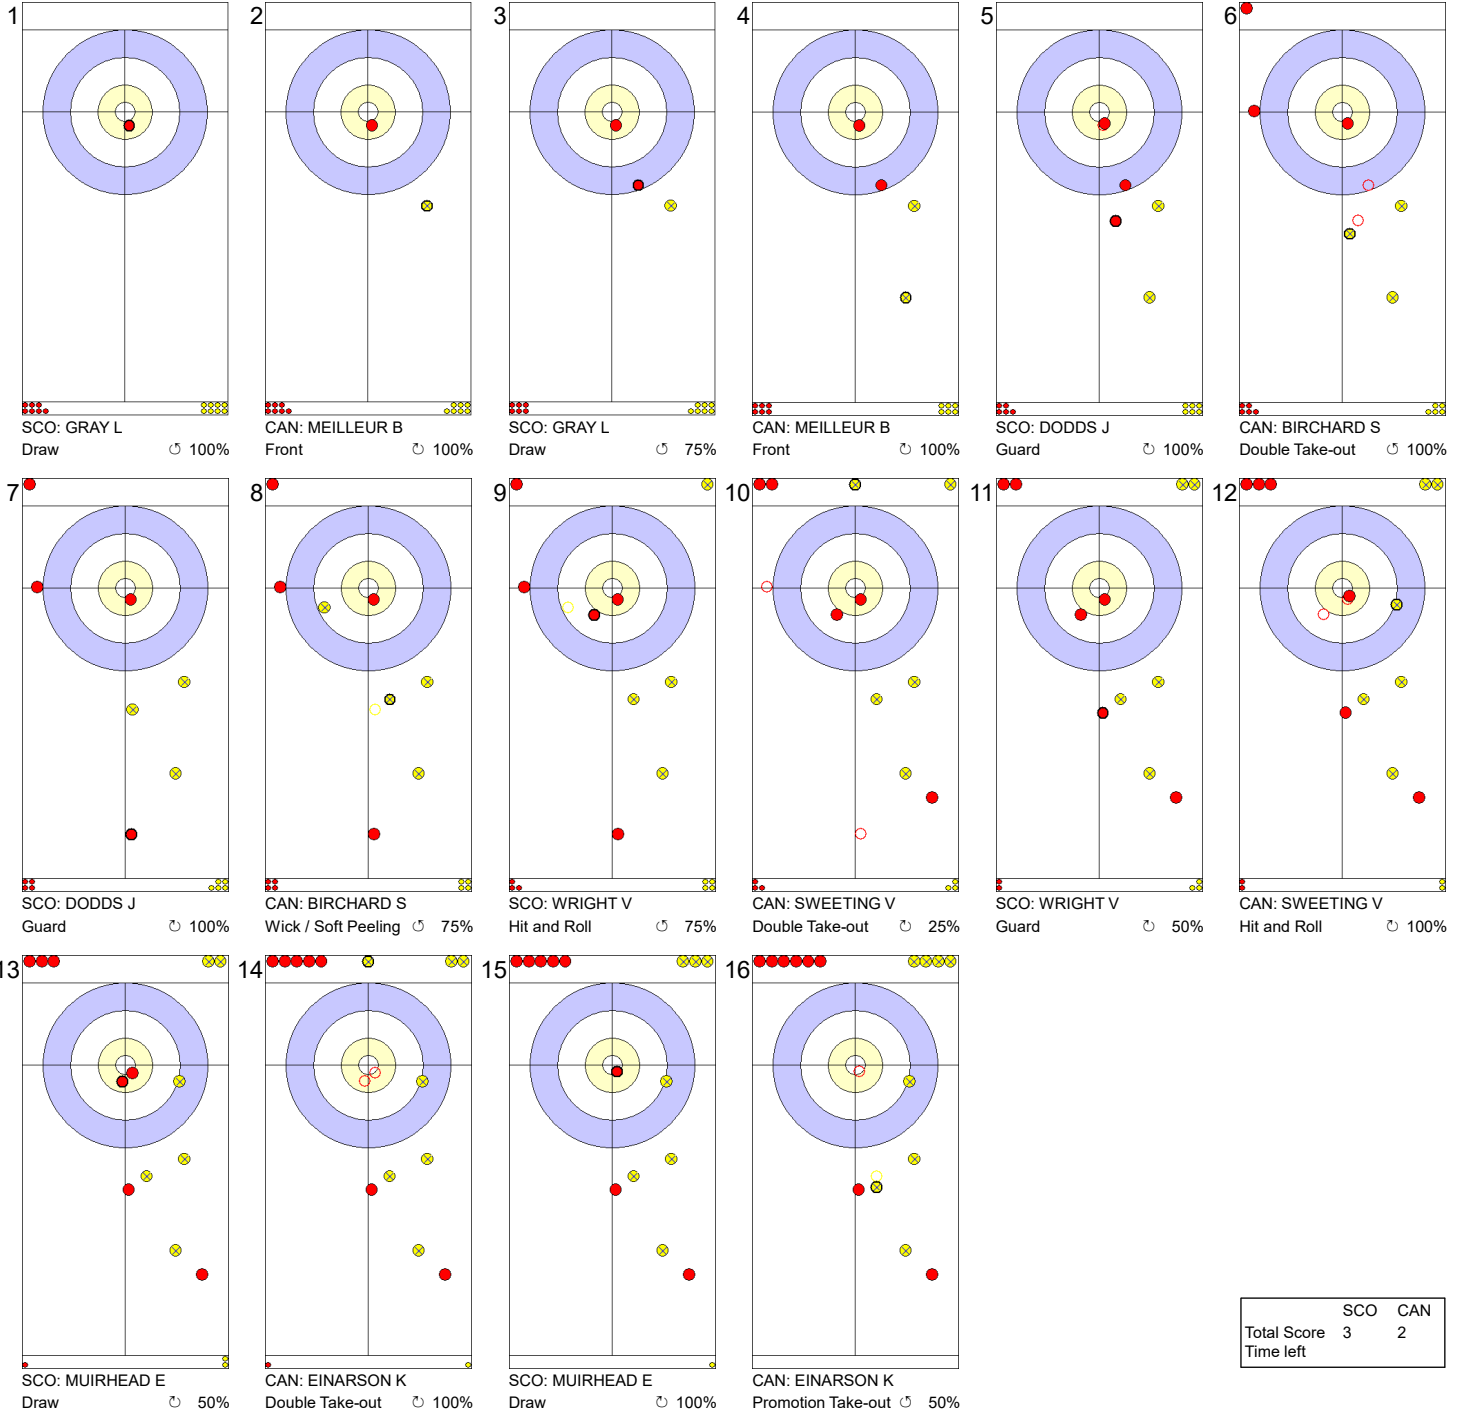 1
SCO: GRAY L
Draw ↺ 100%
2
CAN: MEILLEUR B
Front ↻ 100%
3
SCO: GRAY L
Draw ↺ 75%
4
CAN: MEILLEUR B
Front ↻ 100%
5
SCO: DODDS J
Guard ↺ 100%
6
CAN: BIRCHARD S
Double Take-out ↺ 100%
7
SCO: DODDS J
Guard ↻ 100%
8
CAN: BIRCHARD S
Wick / Soft Peeling ↺ 75%
9
SCO: WRIGHT V
Hit and Roll ↺ 75%
10
CAN: SWEETING V
Double Take-out ↻ 25%
11
SCO: WRIGHT V
Guard ↺ 50%
12
CAN: SWEETING V
Hit and Roll ↻ 100%
13
SCO: MUIRHEAD E
Draw ↻ 50%
14
CAN: EINARSON K
Double Take-out ↻ 100%
15
SCO: MUIRHEAD E
Draw ↻ 100%
16
CAN: EINARSON K
Promotion Take-out ↺ 50%
SCO CAN
Total Score 3 2
Time left